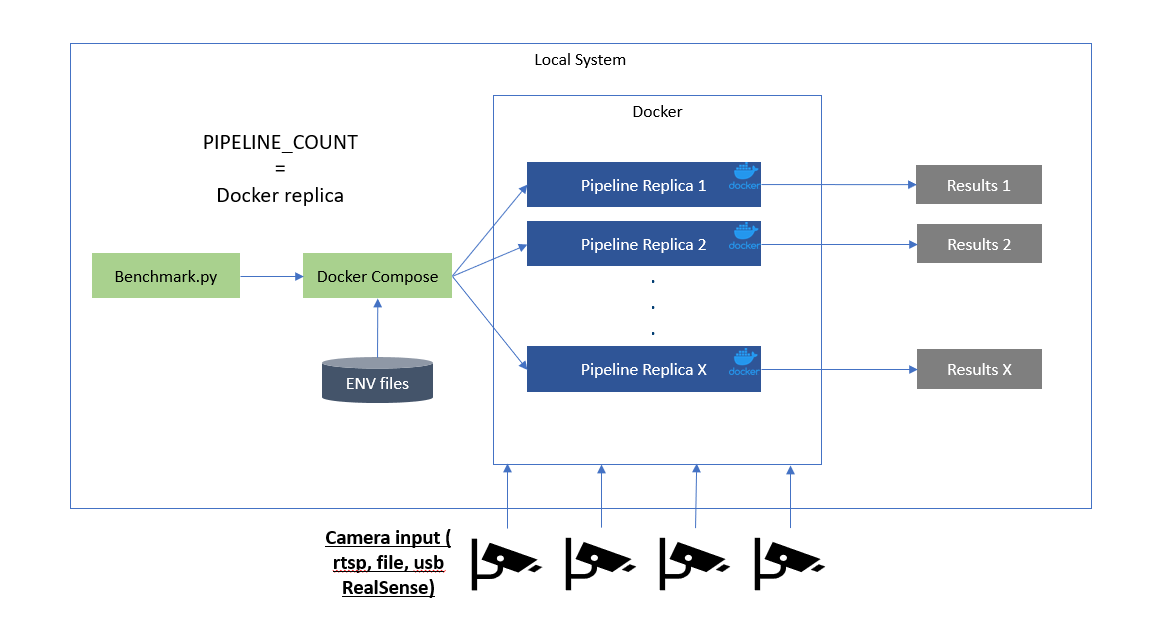 Local System
Docker
PIPELINE_COUNT
=
Docker replica
Pipeline Replica 1
docker
Results 1
Pipeline Replica 2
docker
Results 2
Benchmark.py
Docker Compose
.
.
.
ENV files
Pipeline Replica X
docker
Results X
Camera input (
rtsp, file, usb
RealSense)